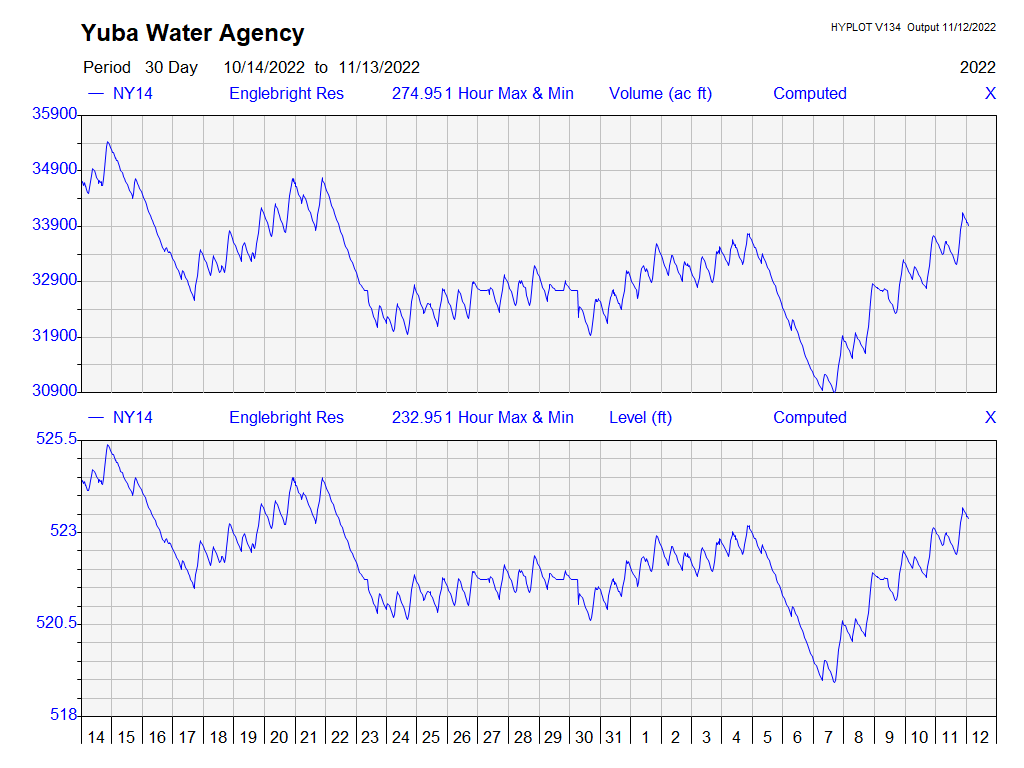 Yuba Water Agency
HYPLOT V134 Output 11/12/2022
Period 30 Day 10/14/2022 to 11/13/2022 2022
NY14 Englebright Res 274.951 Hour Max & Min Volume (ac ft) Computed X
35900
34900
33900
32900
31900
30900
NY14 Englebright Res 232.951 Hour Max & Min Level (ft) Computed X
525.5
523
520.5
518
14 15 16 17 18 19 20 21 22 23 24 25 26 27 28 29 30 31 1 2 3 4 5 6 7 8 9 10 11 12